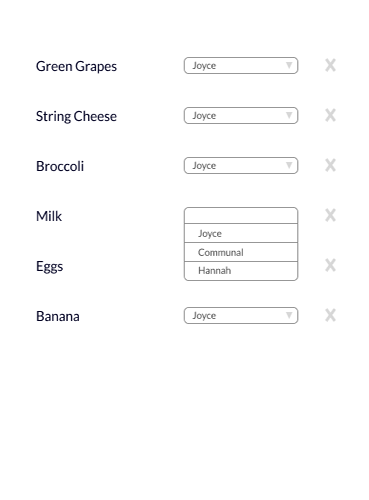 Green Grapes Joyce X
String Cheese Joyce X
Broccoli Joyce X
Milk X
Joyce
Communal
Eggs X
Hannah
Banana Joyce X